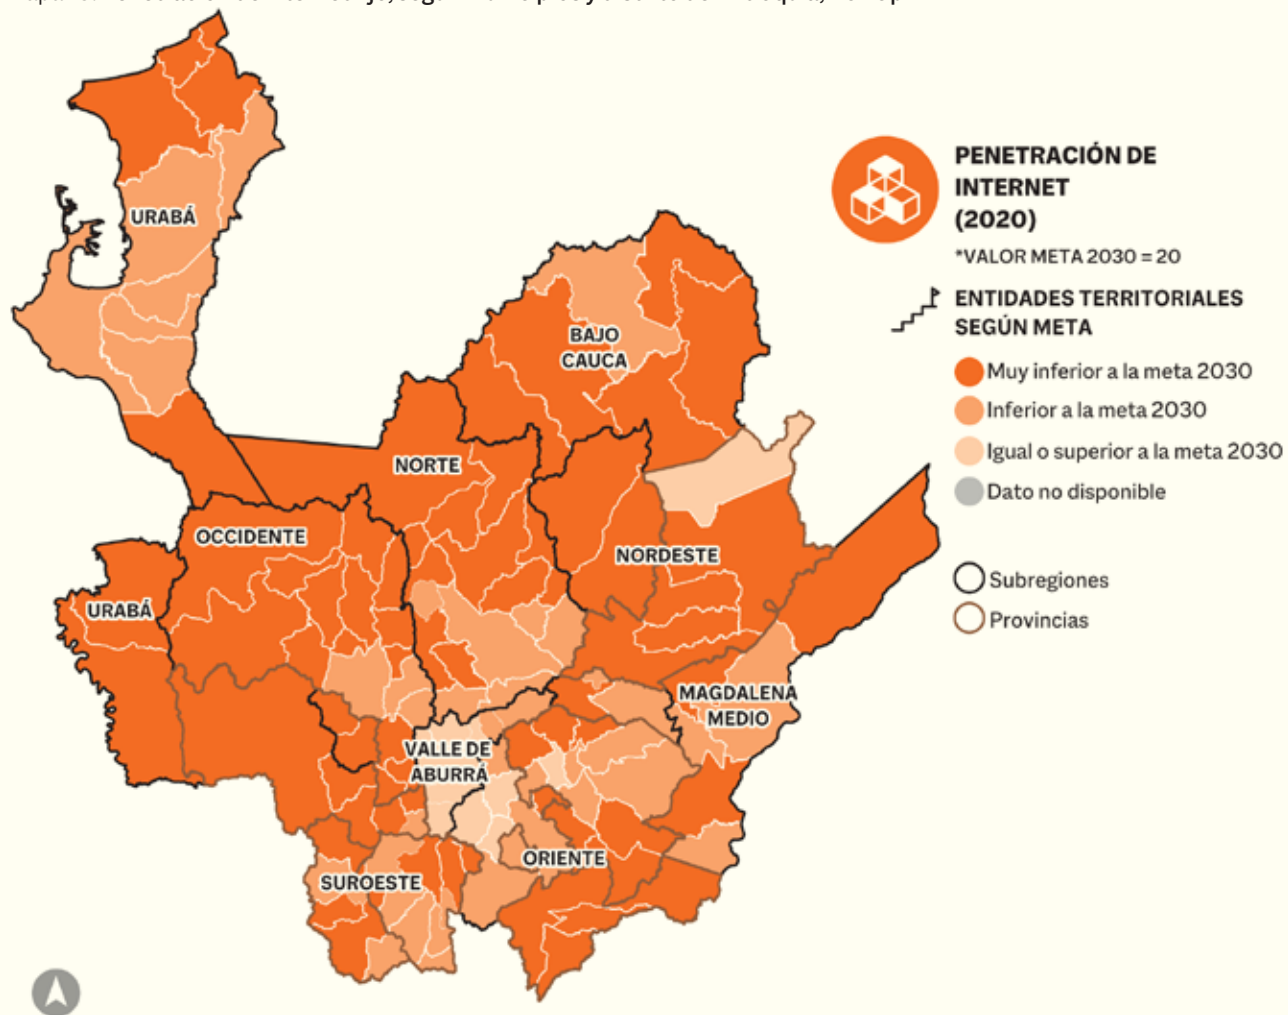 PENETRACIÓN DE
INTERNET
(2020)
*VALOR META 2030 = 20
ENTIDADES TERRITORIALES
SEGÚN META
Muy inferior a la meta 2030
Inferior a la meta 2030
Igual o superior a la meta 2030
Dato no disponible
Subregiones
Provincias
URABÁ
BAJO
CAUCA
NORTE
OCCIDENTE
NORDESTE
URABÁ
MAGDALENA
MEDIO
VALLE DE
ABURRÁ
ORIENTE
SUROESTE